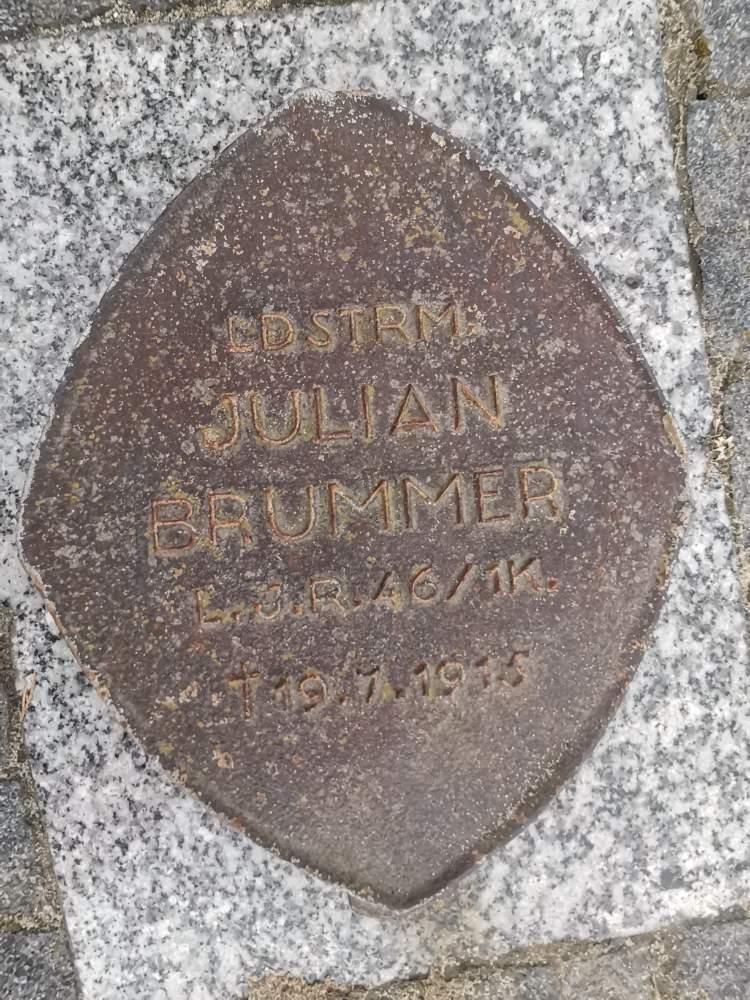 LDSTRM.
JULIAN
BRUMMER
L.J.R.46/1K.
†19.7.1915